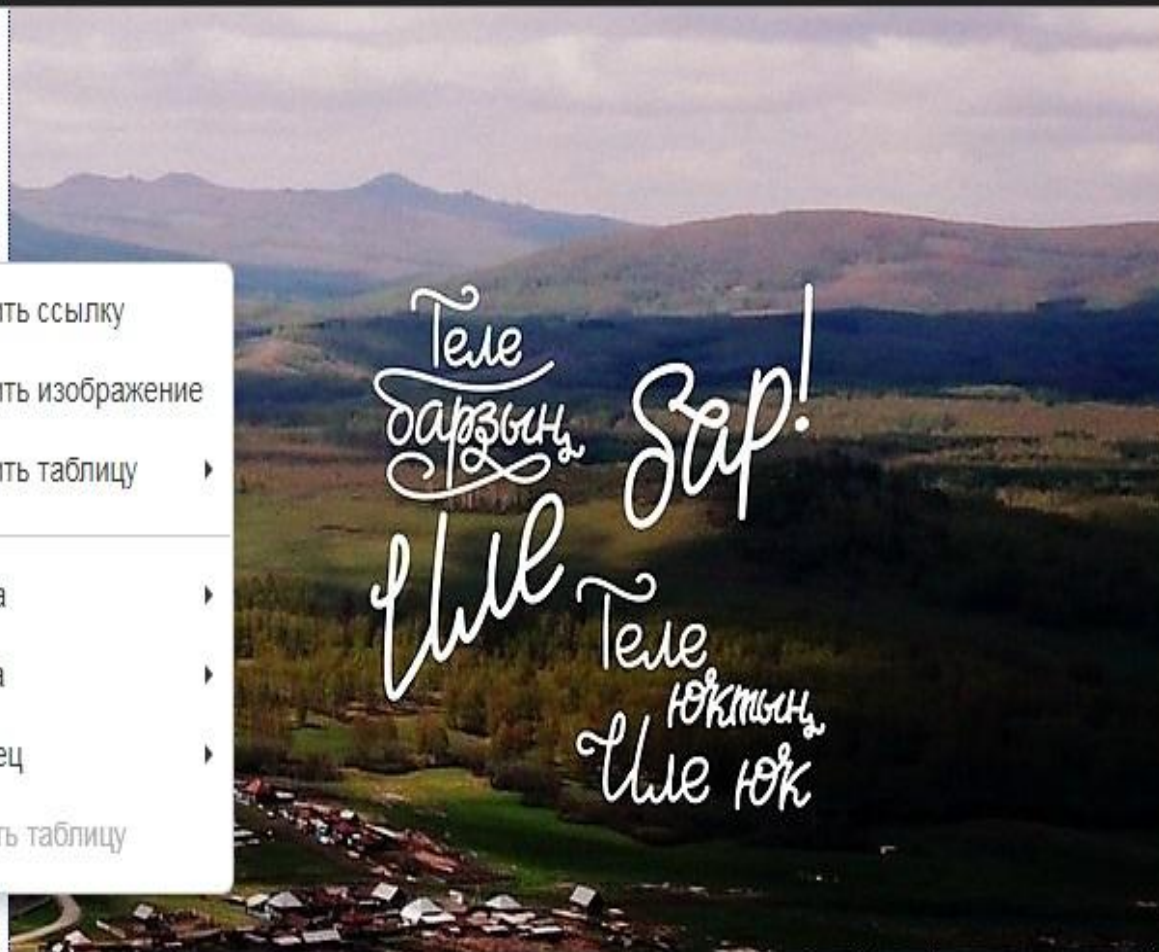 ить ссылку
ить изображение
ить таблицу
а
а
ец
ть таблицу
Теле
барзың
Иле бар!
Теле
юктың
Иле юк